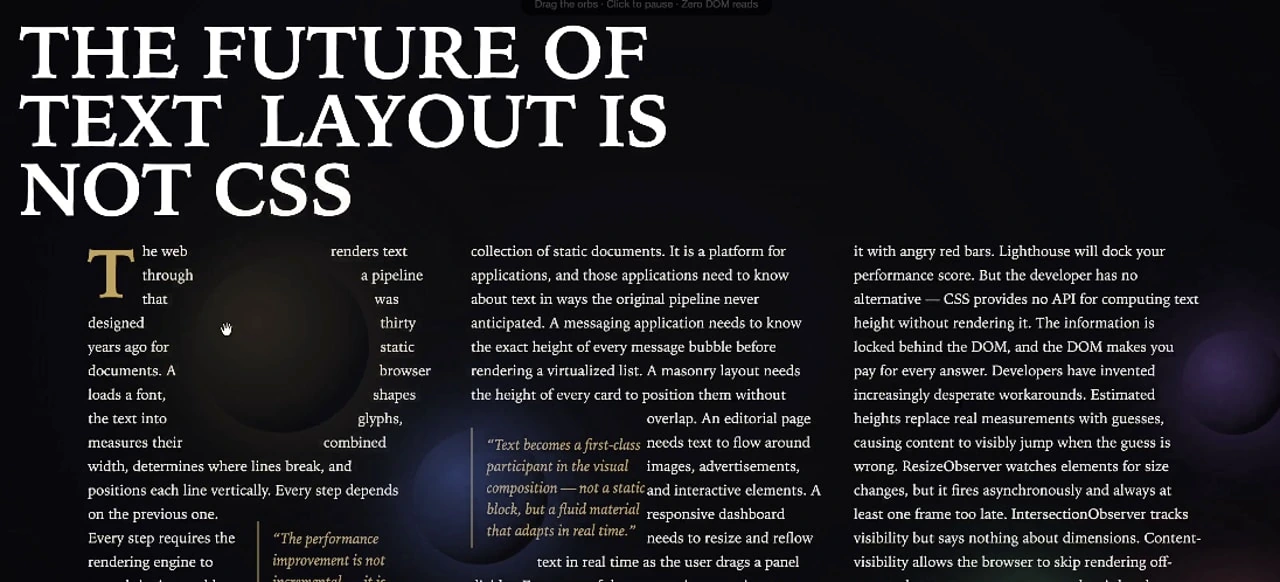 Drag the orbs · Click to pause · Zero DOM reads
THE FUTURE OF
TEXT LAYOUT IS
NOT CSS
The web renders text
through a pipeline
that was
designed thirty
years ago for static
documents. A browser
loads a font, shapes
the text into glyphs,
measures their combined
width, determines where lines break, and
positions each line vertically. Every step depends
on the previous one.
Every step requires the
rendering engine to
“The performance
improvement is not
incremental — it is
collection of static documents. It is a platform for
applications, and those applications need to know
about text in ways the original pipeline never
anticipated. A messaging application needs to know
the exact height of every message bubble before
rendering a virtualized list. A masonry layout needs
the height of every card to position them without
overlap. An editorial page
needs text to flow around
images, advertisements,
and interactive elements. A
responsive dashboard
needs to resize and reflow
text in real time as the user drags a panel
“Text becomes a first-class
participant in the visual
composition — not a static
block, but a fluid material
that adapts in real time.”
it with angry red bars. Lighthouse will dock your
performance score. But the developer has no
alternative — CSS provides no API for computing text
height without rendering it. The information is
locked behind the DOM, and the DOM makes you
pay for every answer. Developers have invented
increasingly desperate workarounds. Estimated
heights replace real measurements with guesses,
causing content to visibly jump when the guess is
wrong. ResizeObserver watches elements for size
changes, but it fires asynchronously and always at
least one frame too late. IntersectionObserver tracks
visibility but says nothing about dimensions. Content-
visibility allows the browser to skip rendering off-